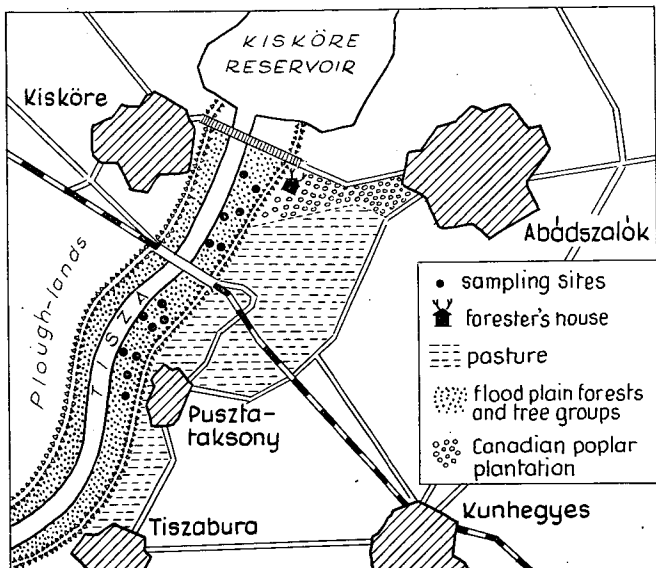 KISKÖRE
RESERVOIR
Kisköre
Abádszalók
Plough-lands
TISZA
sampling sites
forester's house
pasture
flood plain forests
and tree groups
Canadian poplar
plantation
Puszta-
taksony
Tiszabura
Kunhegyes